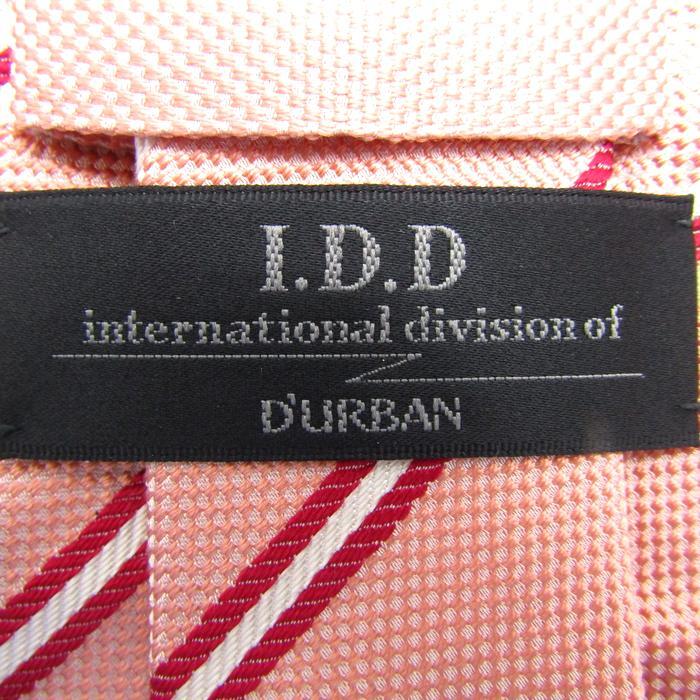 I.D.D
international division of
D'URBAN